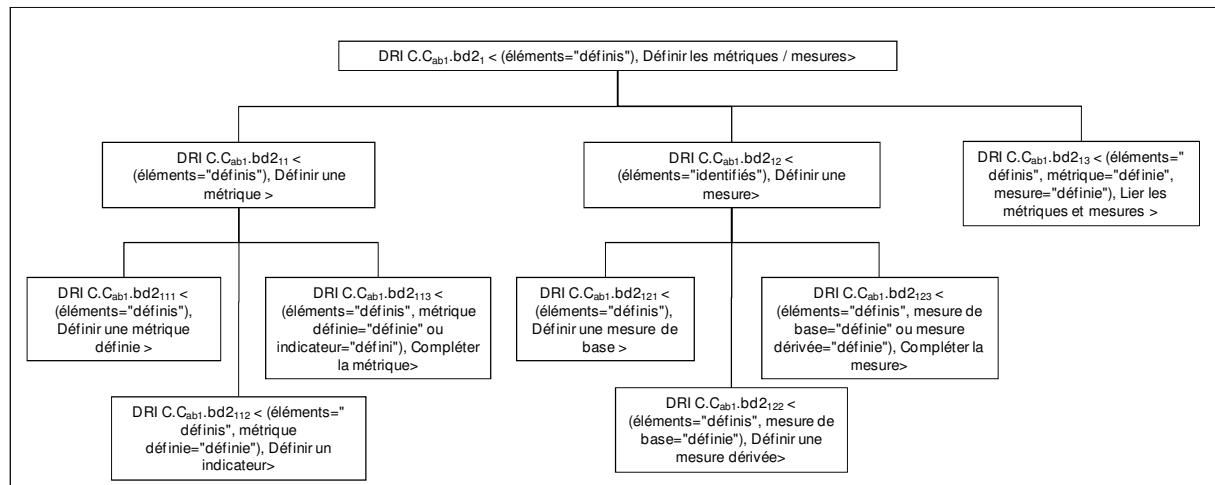 DRI C.Cab1.bd21 < (éléments="définis"), Définir les métriques / mesures>
DRI C.Cab1.bd211 <
(éléments="définis"), Définir une
métrique >
DRI C.Cab1.bd212 <
(éléments="identifiés"), Définir une
mesure>
DRI C.Cab1.bd213 < (éléments="
définis", métrique="définie",
mesure="définie"), Lier les
métriques et mesures >
DRI C.Cab1.bd2111 <
(éléments="définis"),
Définir une métrique
définie >
DRI C.Cab1.bd2113 <
(éléments="définis", métrique
définie="définie" ou
indicateur="défini"), Compléter
la métrique>
DRI C.Cab1.bd2121 <
(éléments="définis"),
Définir une mesure de
base >
DRI C.Cab1.bd2123 <
(éléments="définis", mesure de
base="définie" ou mesure
dérivée="définie"), Compléter la
mesure>
DRI C.Cab1.bd2112 < (éléments="
définis", métrique
définie="définie"), Définir un
indicateur>
DRI C.Cab1.bd2122 <
(éléments="définis", mesure de
base="définie"), Définir une
mesure dérivée>